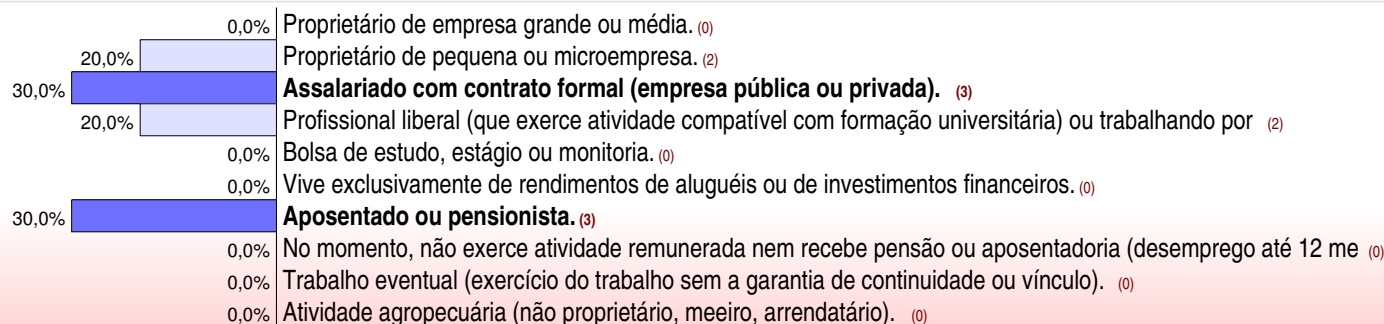 0,0% Proprietário de empresa grande ou média. (0)
20,0% Proprietário de pequena ou microempresa. (2)
30,0% Assalariado com contrato formal (empresa pública ou privada). (3)
20,0% Profissional liberal (que exerce atividade compatível com formação universitária) ou trabalhando por (2)
0,0% Bolsa de estudo, estágio ou monitoria. (0)
0,0% Vive exclusivamente de rendimentos de aluguéis ou de investimentos financeiros. (0)
30,0% Aposentado ou pensionista. (3)
0,0% No momento, não exerce atividade remunerada nem recebe pensão ou aposentadoria (desemprego até 12 me (0)
0,0% Trabalho eventual (exercício do trabalho sem a garantia de continuidade ou vínculo). (0)
0,0% Atividade agropecuária (não proprietário, meeiro, arrendatário). (0)